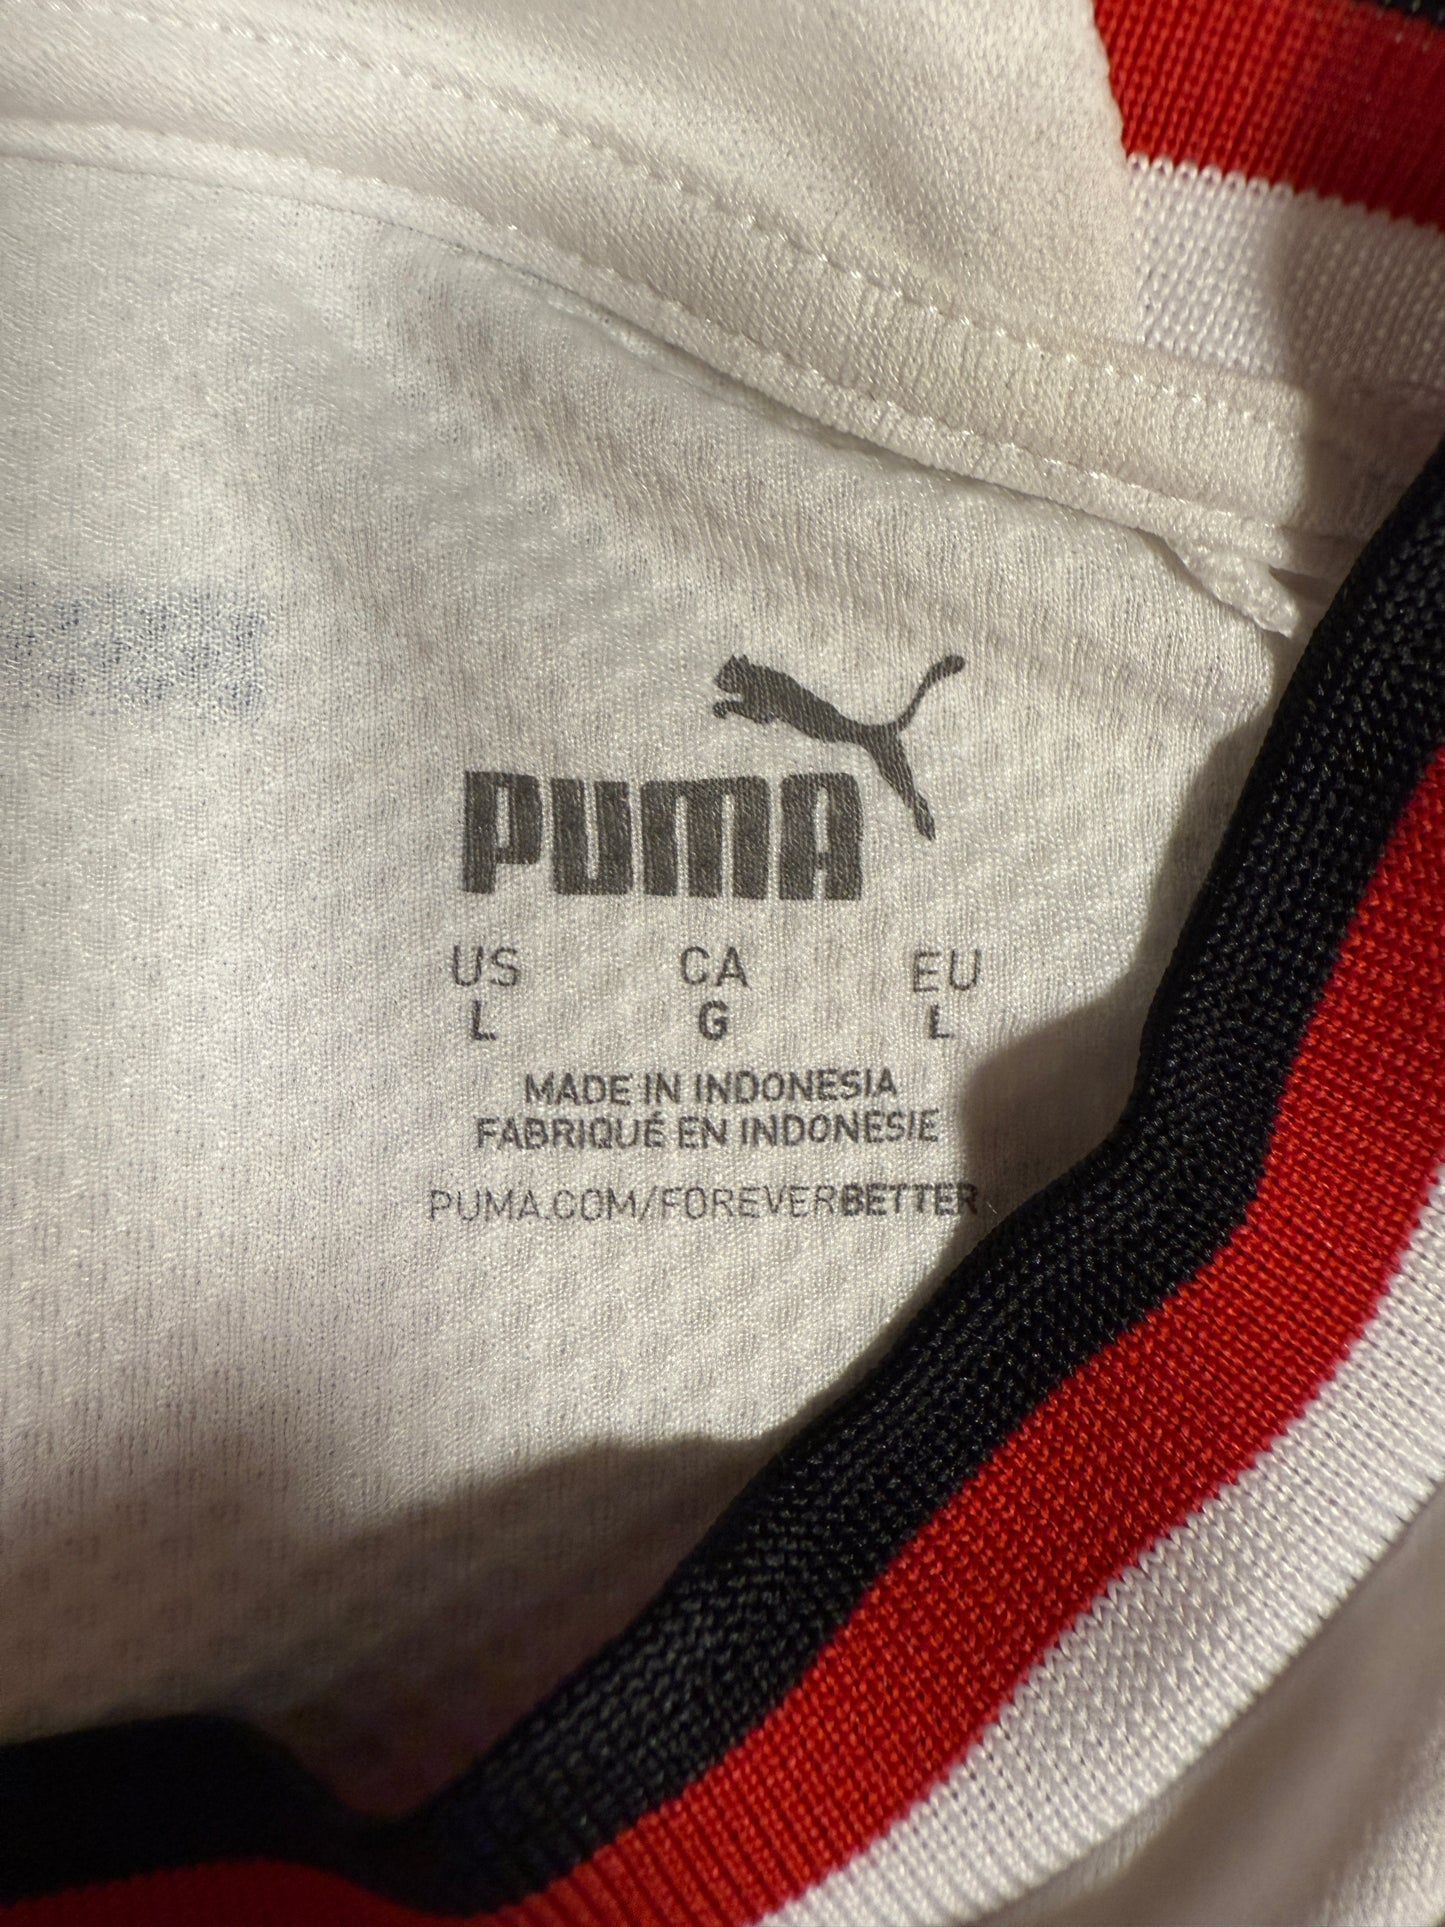 PUMA
US CA EU
L G L
MADE IN INDONESIA
FABRIQUÉ EN INDONESIE
PUMA.COM/FOREVERBETTER